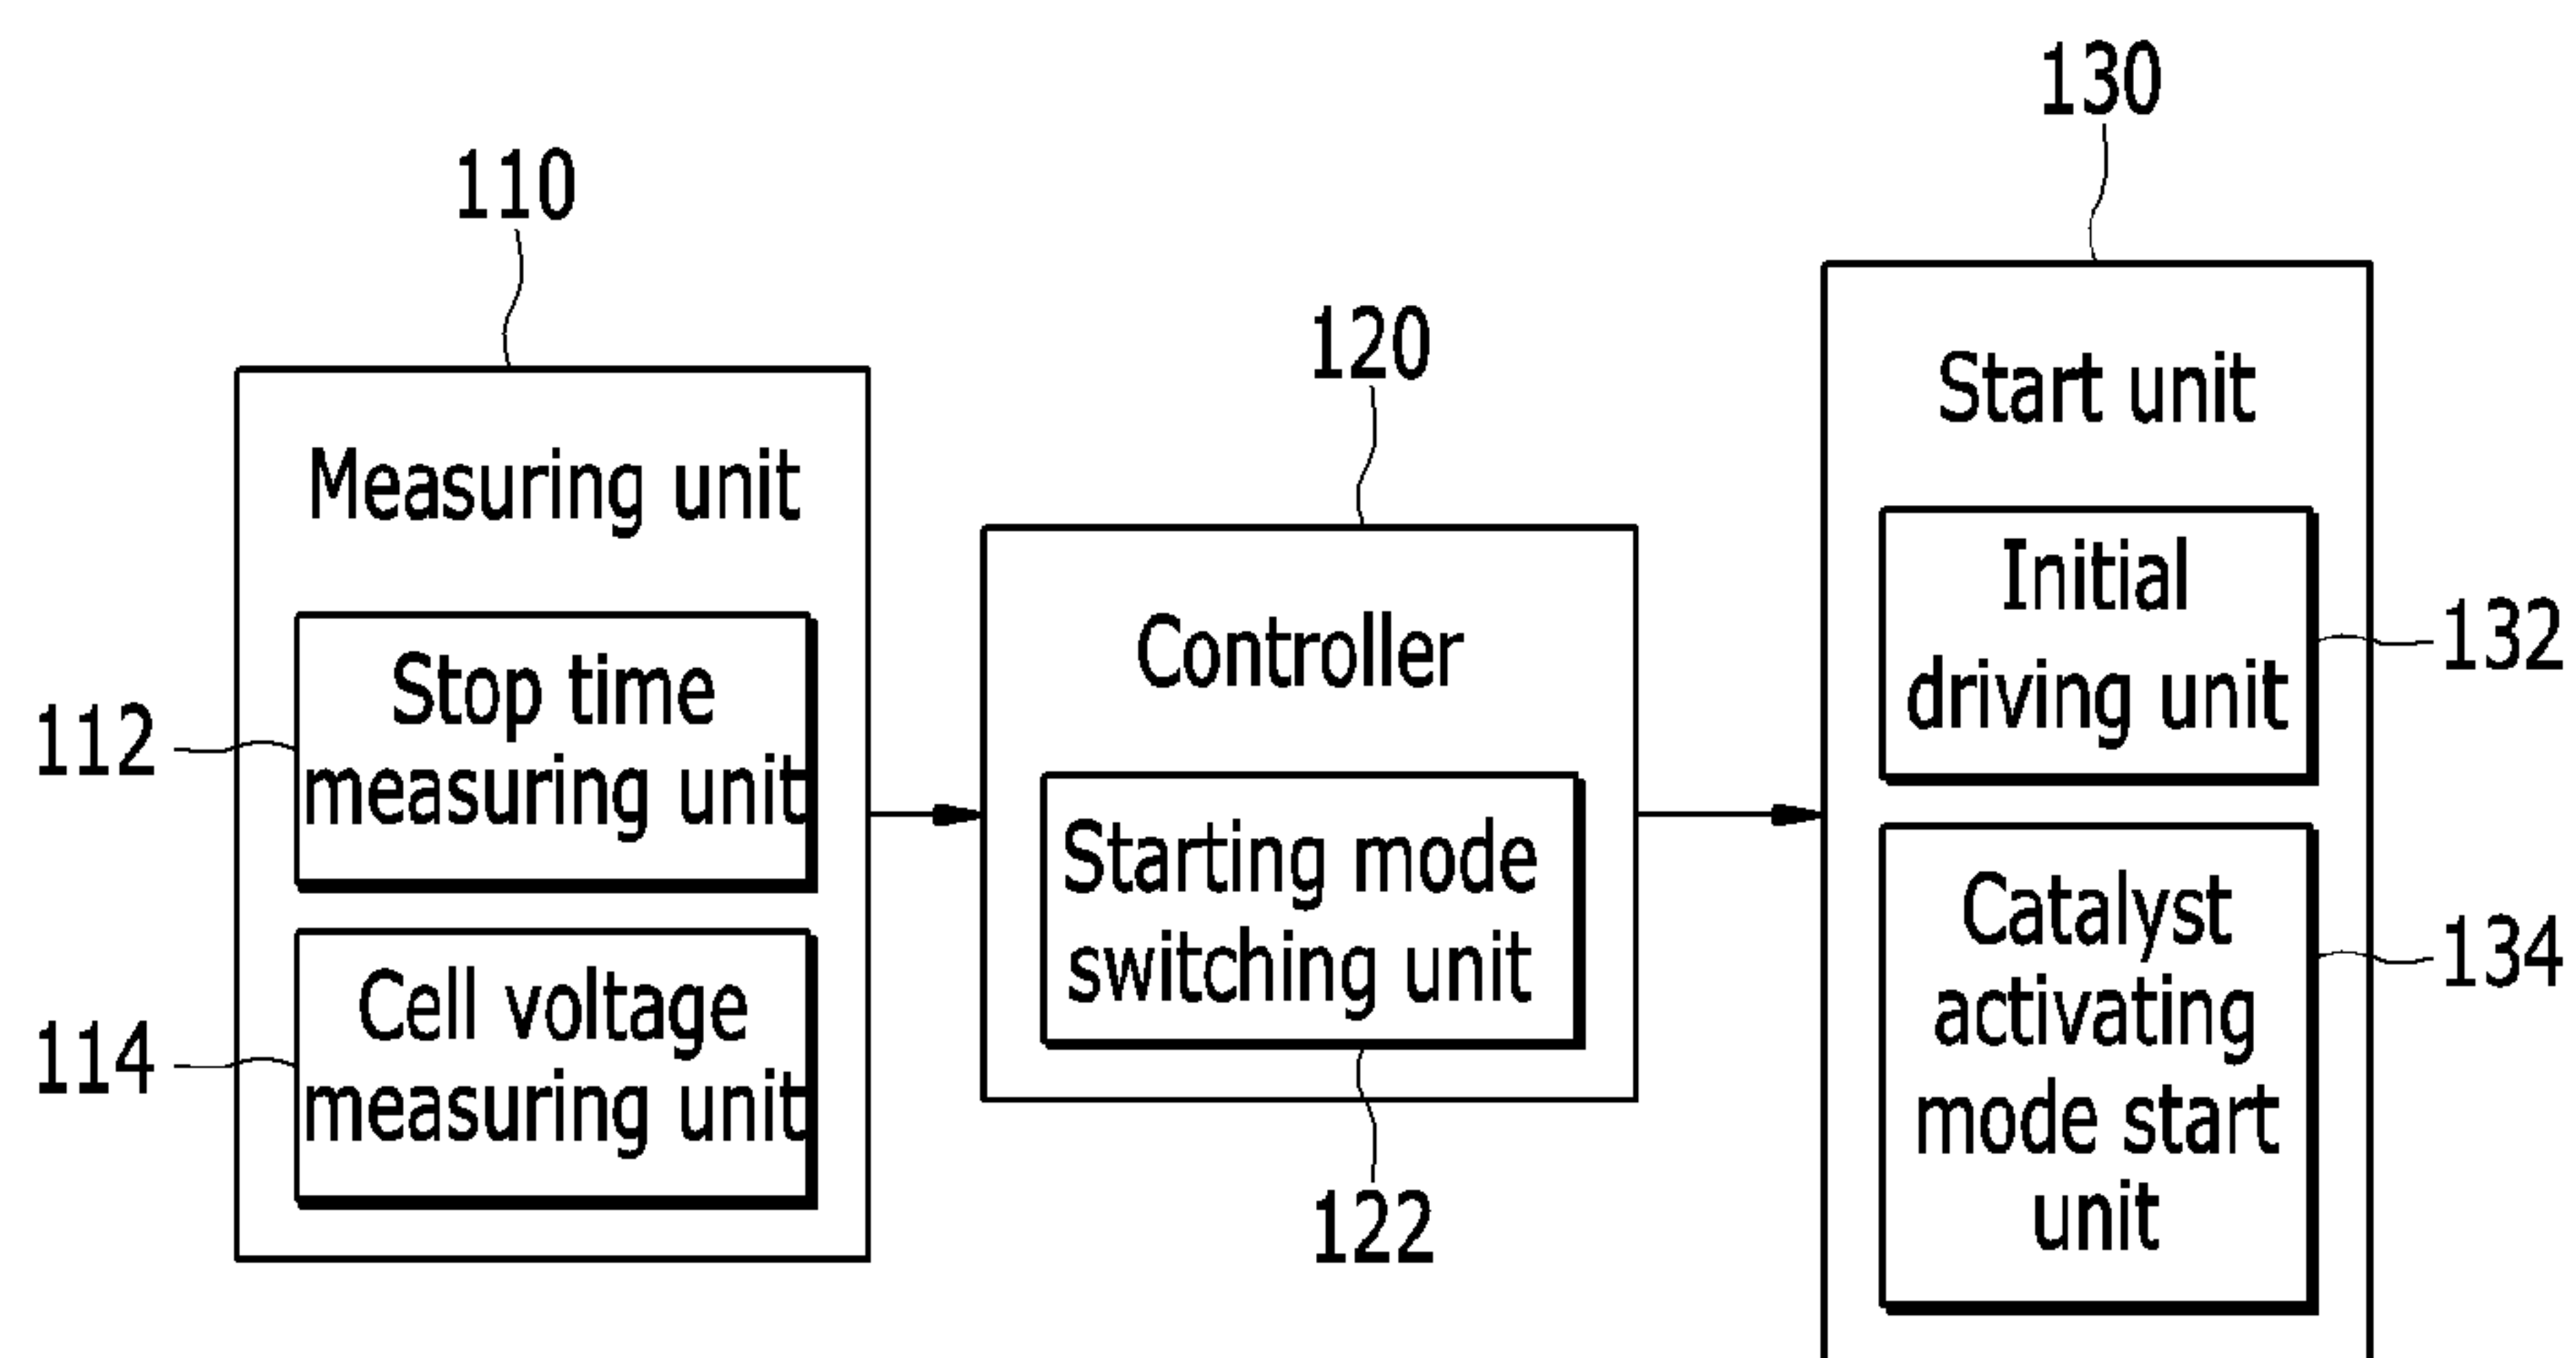 110
Measuring unit
112
Stop time
measuring unit
114
Cell voltage
measuring unit
120
Controller
Starting mode
switching unit
122
130
Start unit
Initial
driving unit
132
Catalyst
activating
mode start
unit
134